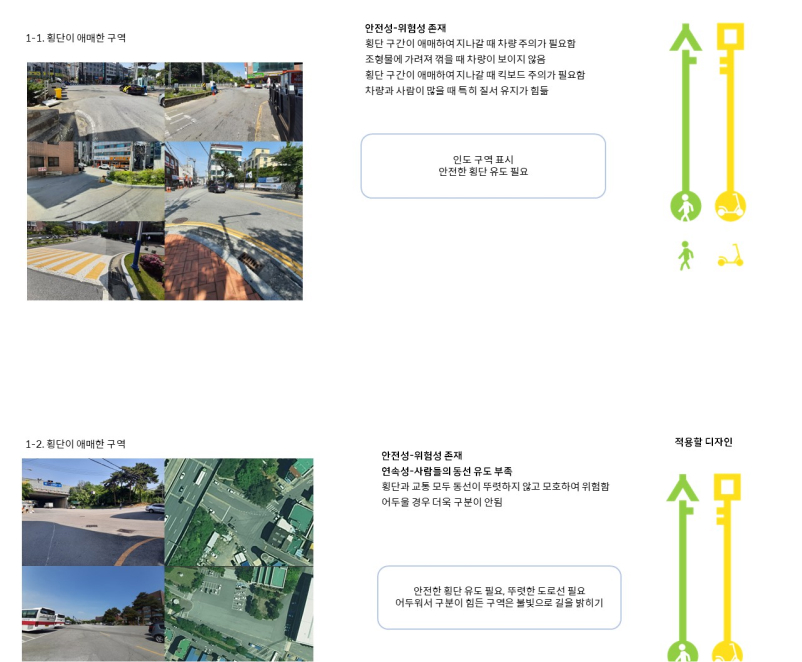 1-1. 횡단이 애매한 구역
안전성-위험성 존재
횡단 구간이 애매하여 지나갈 때 차량 주의가 필요함
조형물에 가려져 꺾을 때 차량이 보이지 않음
횡단 구간이 애매하여 지나갈 때 킥보드 주의가 필요함
차량과 사람이 많을 때 특히 질서 유지가 힘듦
인도 구역 표시
안전한 횡단 유도 필요
1-2. 횡단이 애매한 구역
안전성-위험성 존재
연속성-사람들의 동선 유도 부족
횡단과 교통 모두 동선이 뚜렷하지 않고 모호하여 위험함
어두울 경우 더욱 구분이 안됨
안전한 횡단 유도 필요, 뚜렷한 도로선 필요
어두워서 구분이 힘든 구역은 불빛으로 길을 밝히기
적용할 디자인